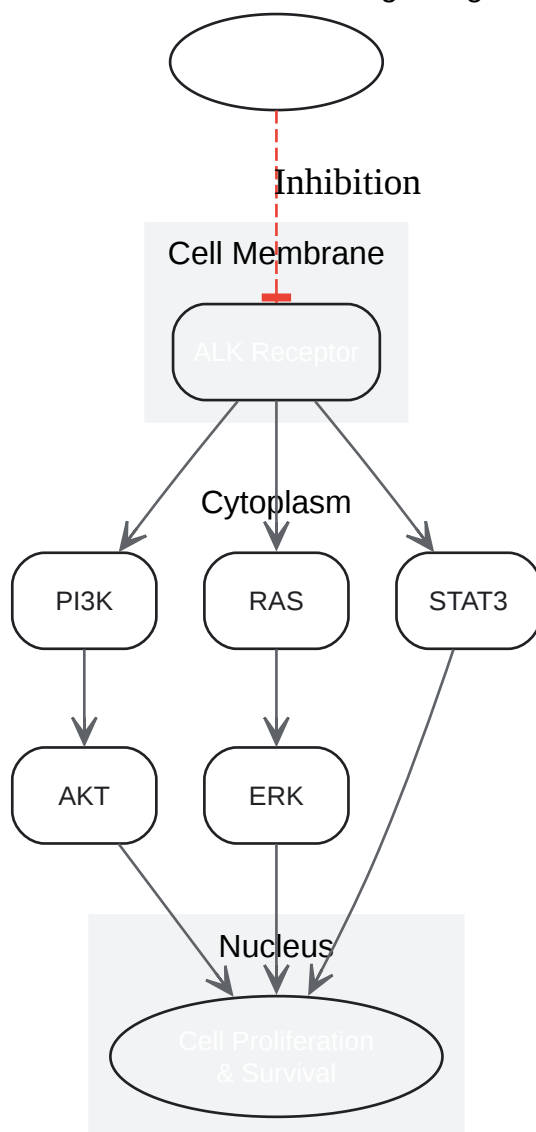 Inhibition
Cell Membrane
ALK Receptor
Cytoplasm
PI3K
RAS
STAT3
AKT
ERK
Nucleus
Cell Proliferation
& Survival